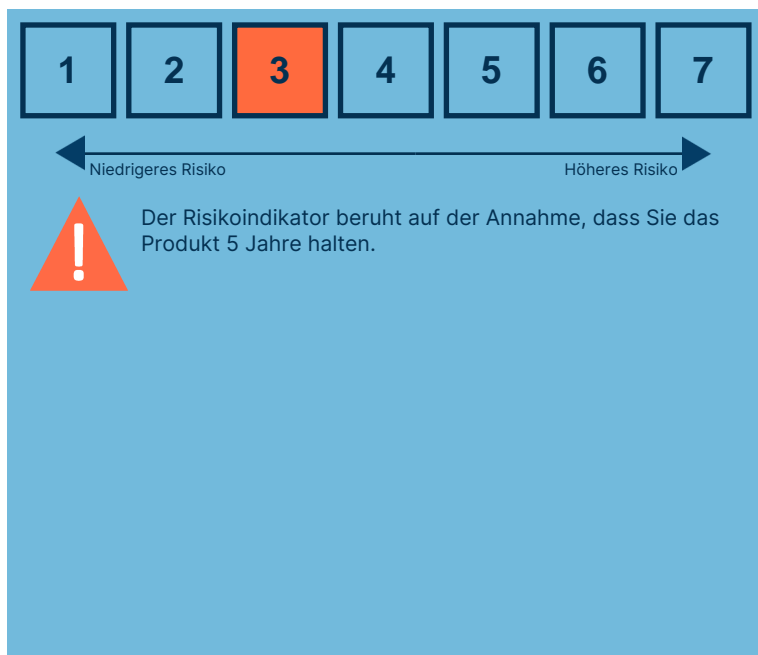 1 2 3 4 5 6 7
Niedrigeres Risiko Höheres Risiko
!
Der Risikoindikator beruht auf der Annahme, dass Sie das
Produkt 5 Jahre halten.